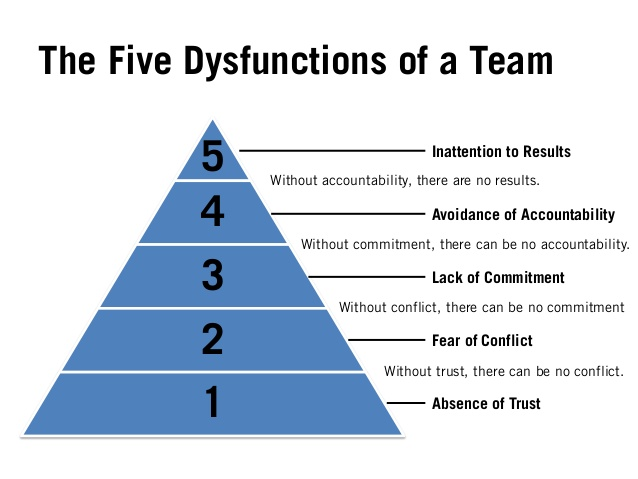 The Five Dysfunctions of a Team
5
Inattention to Results
Without accountability, there are no results.
4
Avoidance of Accountability
Without commitment, there can be no accountability.
3
Lack of Commitment
Without conflict, there can be no commitment
2
Fear of Conflict
Without trust, there can be no conflict.
1
Absence of Trust